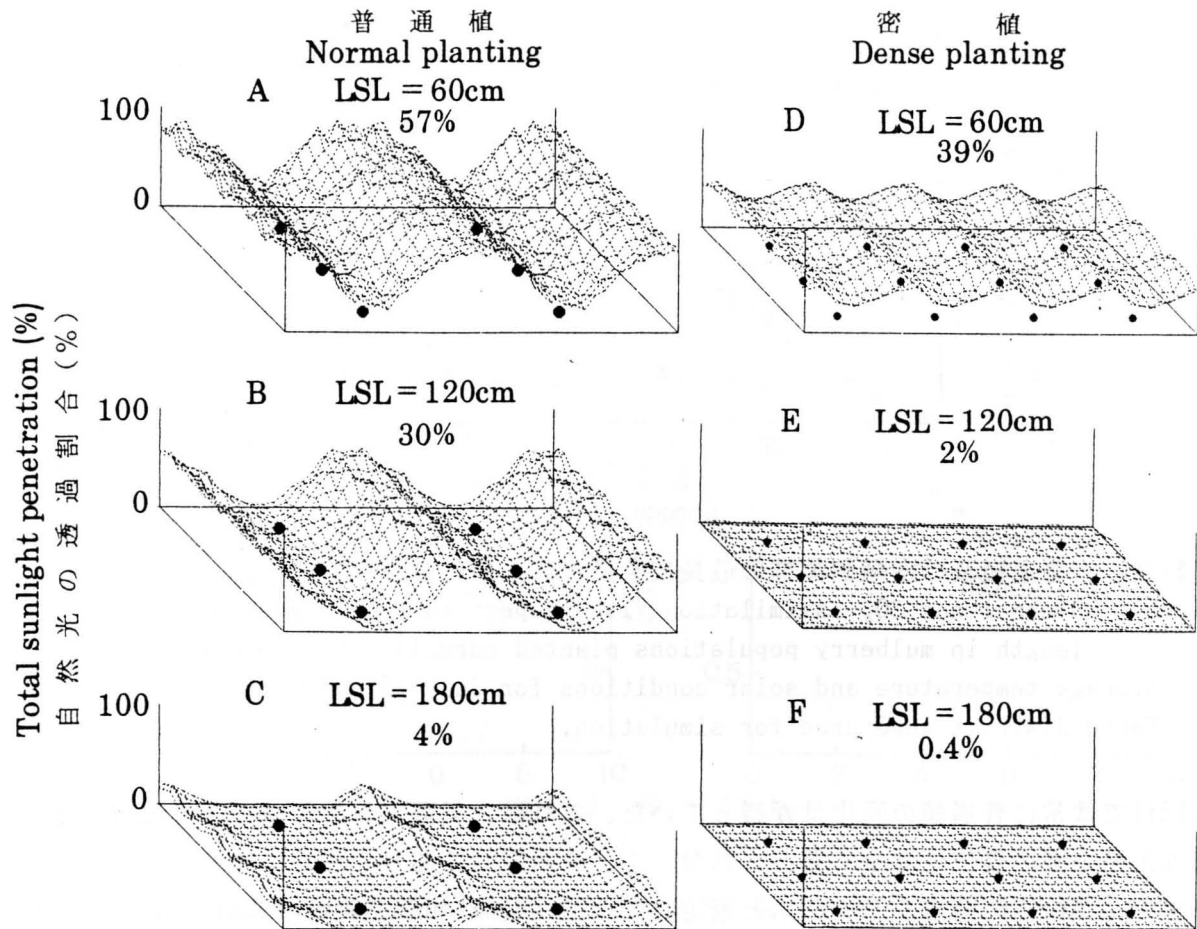 普通植
Normal planting
密植
Dense planting
A LSL = 60cm
57%
D LSL = 60cm
39%
100
0
B LSL = 120cm
30%
E LSL = 120cm
2%
100
0
C LSL = 180cm
4%
F LSL = 180cm
0.4%
100
0
Total sunlight penetration (%)
自然光の透過割合(%)